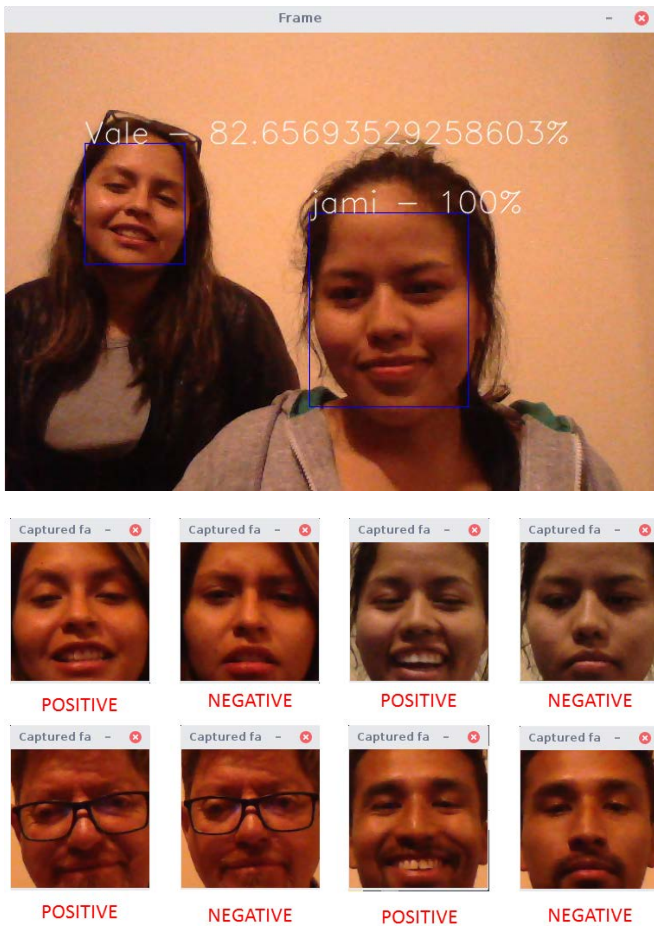 Frame
Vale - 82.65693529258603%
jami - 100%
Captured fa Captured fa Captured fa Captured fa
POSITIVE NEGATIVE POSITIVE NEGATIVE
Captured fa Captured fa Captured fa Captured fa
POSITIVE NEGATIVE POSITIVE NEGATIVE